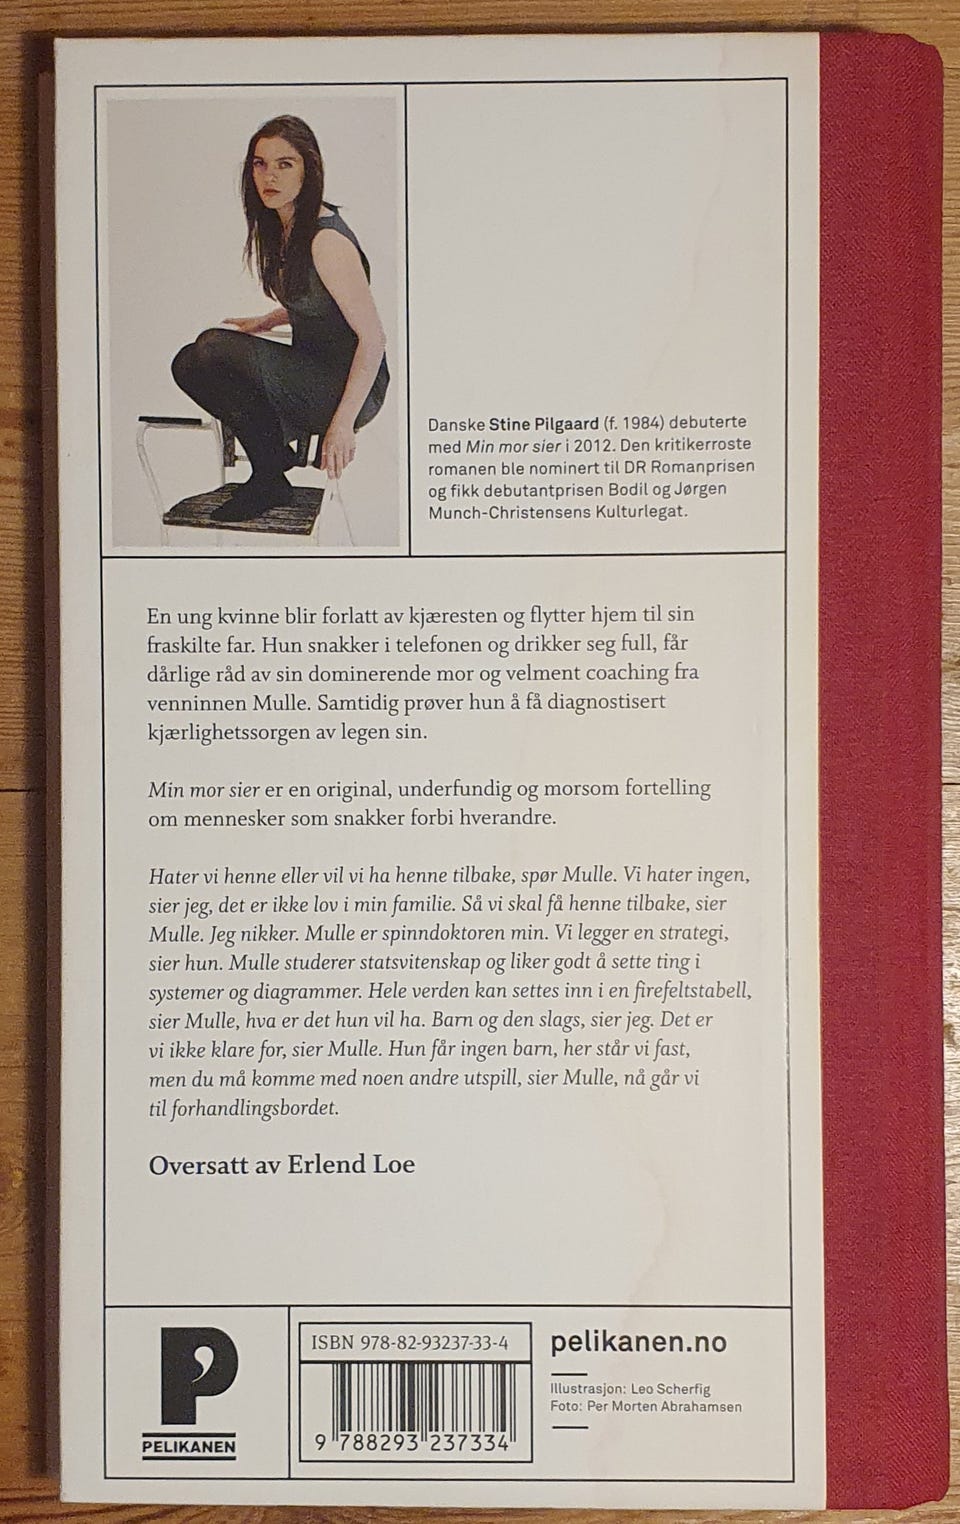 Danske Stine Pilgaard (f. 1984) debuterte
med Min mor sier i 2012. Den kritikerroste
romanen ble nominert til DR Romanprisen
og fikk debutantprisen Bodil og Jørgen
Munch-Christensens Kulturlegat.
En ung kvinne blir forlatt av kjæresten og flytter hjem til sin
fraskilte far. Hun snakker i telefonen og drikker seg full, får
dårlige råd av sin dominerende mor og velment coaching fra
venninnen Mulle. Samtidig prøver hun å få diagnostisert
kjærlighetssorgen av legen sin.
Min mor sier er en original, underfundig og morsom fortelling
om mennesker som snakker forbi hverandre.
Hater vi henne eller vil vi ha henne tilbake, spør Mulle. Vi hater ingen,
sier jeg, det er ikke lov i min familie. Så vi skal få henne tilbake, sier
Mulle. Jeg nikker. Mulle er spinndoktoren min. Vi legger en strategi,
sier hun. Mulle studerer statsvitenskap og liker godt å sette ting i
systemer og diagrammer. Hele verden kan settes inn i en firefeltstabell,
sier Mulle, hva er det hun vil ha. Barn og den slags, sier jeg. Det er
vi ikke klare for, sier Mulle. Hun får ingen barn, her står vi fast,
men du må komme med noen andre utspill, sier Mulle, nå går vi
til forhandlingsbordet.
Oversatt av Erlend Loe
P
PELIKANEN
ISBN 978-82-93237-33-4
9 788293 237334
pelikanen.no
Illustrasjon: Leo Scherfig
Foto: Per Morten Abrahamsen